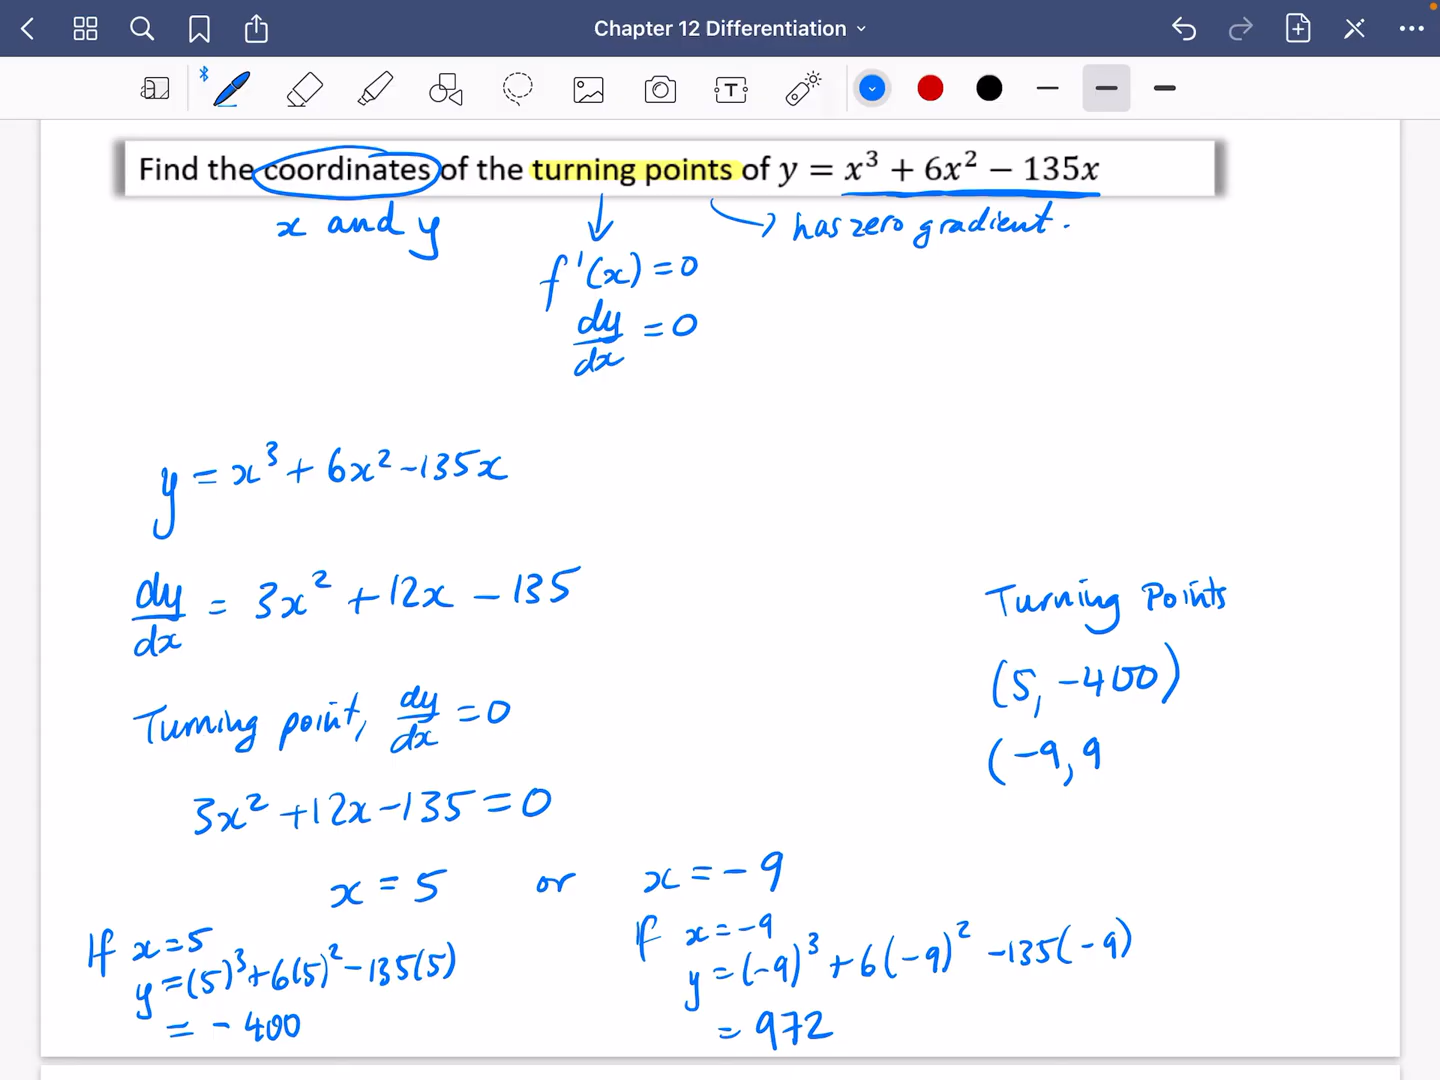 Chapter 12 Differentiation
T
Find the coordinates of the turning points of y = x³ + 6x² − 135x
x and y
has zero gradient.
f'(x) = 0
dy/dx = 0
y = x³ + 6x² - 135x
dy/dx = 3x² + 12x - 135
Turning point, dy/dx = 0
3x² + 12x - 135 = 0
x = 5 or x = -9
If x = 5
y = (5)³ + 6(5)² - 135(5)
= - 400
If x = -9
y = (-9)³ + 6(-9)² - 135(-9)
= 972
Turning Points
(5, -400)
(-9, 9